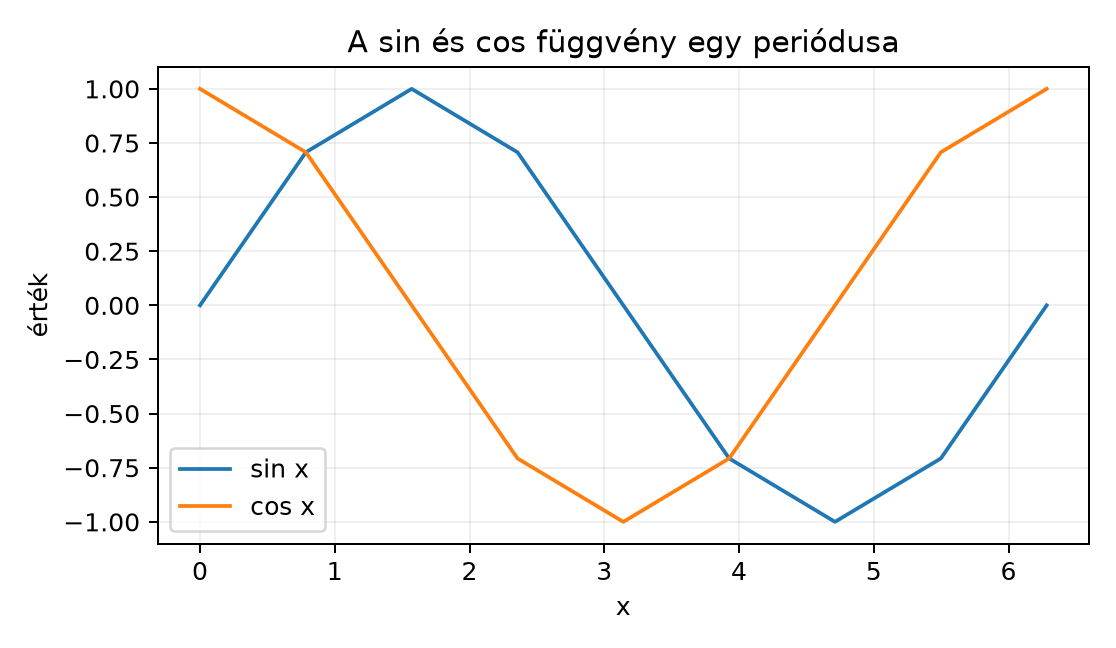 A sin és cos függvény egy periódusa
1.00
0.75
0.50
0.25
0.00
−0.25
−0.50
−0.75
−1.00
érték
sin x
cos x
0 1 2 3 4 5 6
x